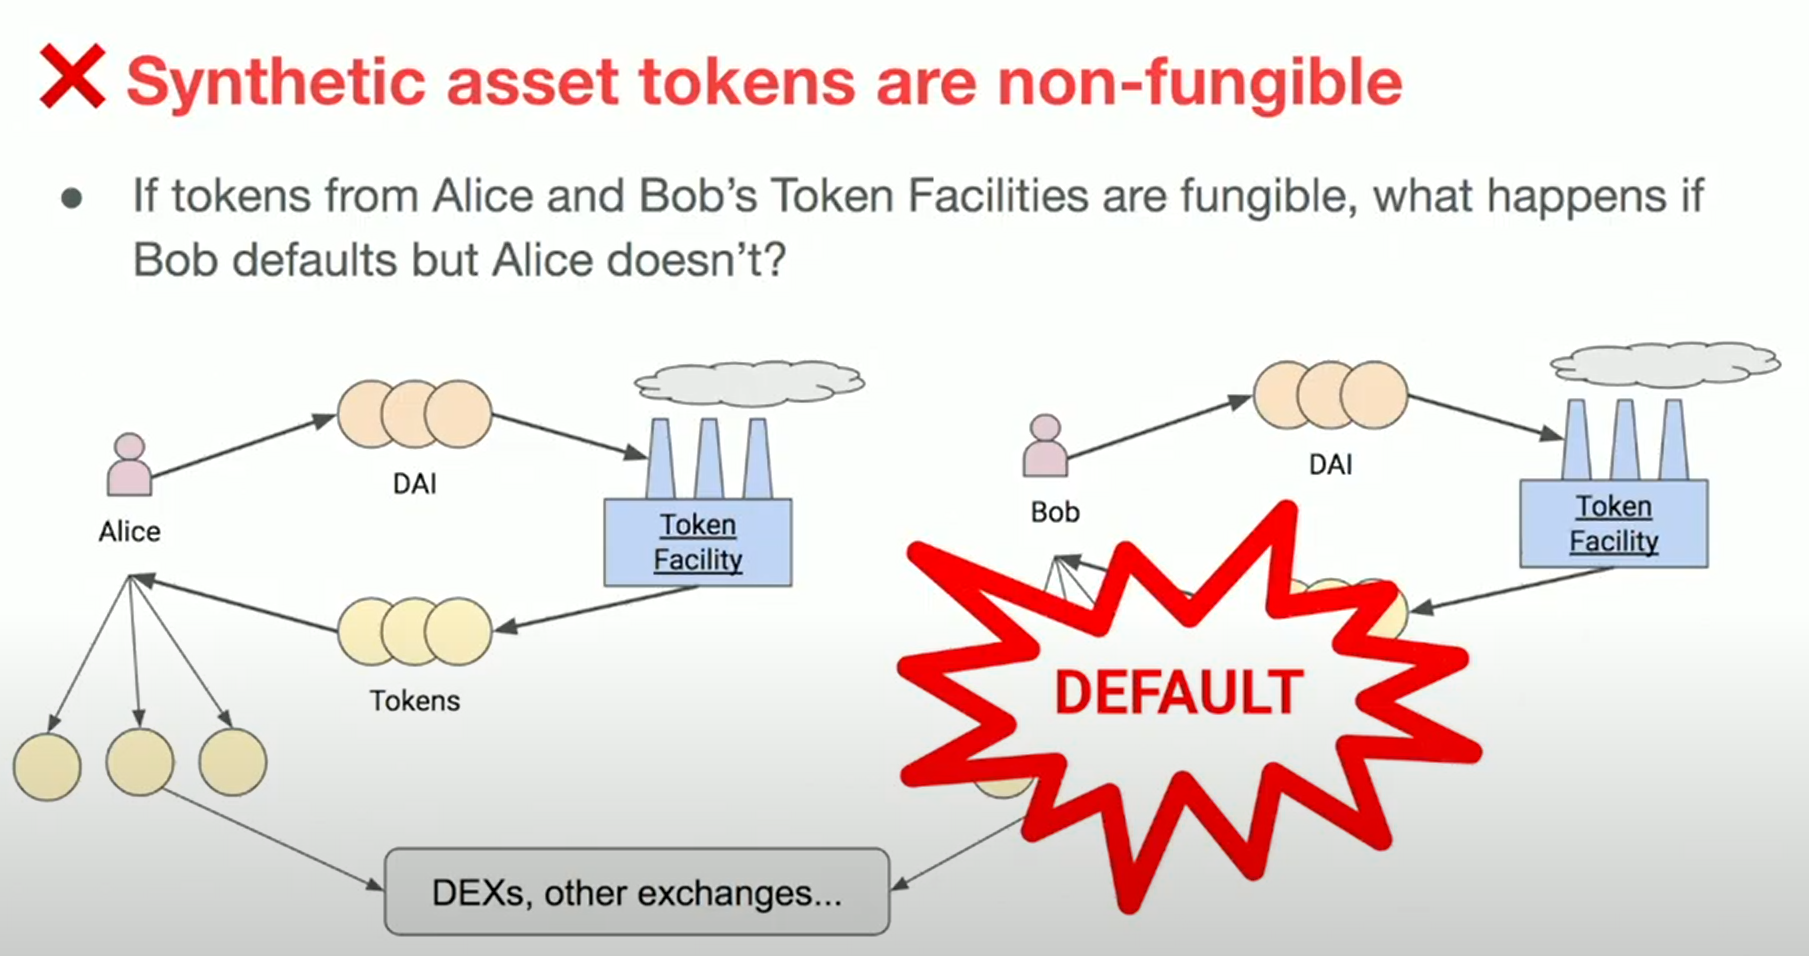 Synthetic asset tokens are non-fungible
● If tokens from Alice and Bob's Token Facilities are fungible, what happens if
Bob defaults but Alice doesn't?
DAI
Alice
Token
Facility
Tokens
DAI
Bob
Token
Facility
DEFAULT
DEXs, other exchanges...